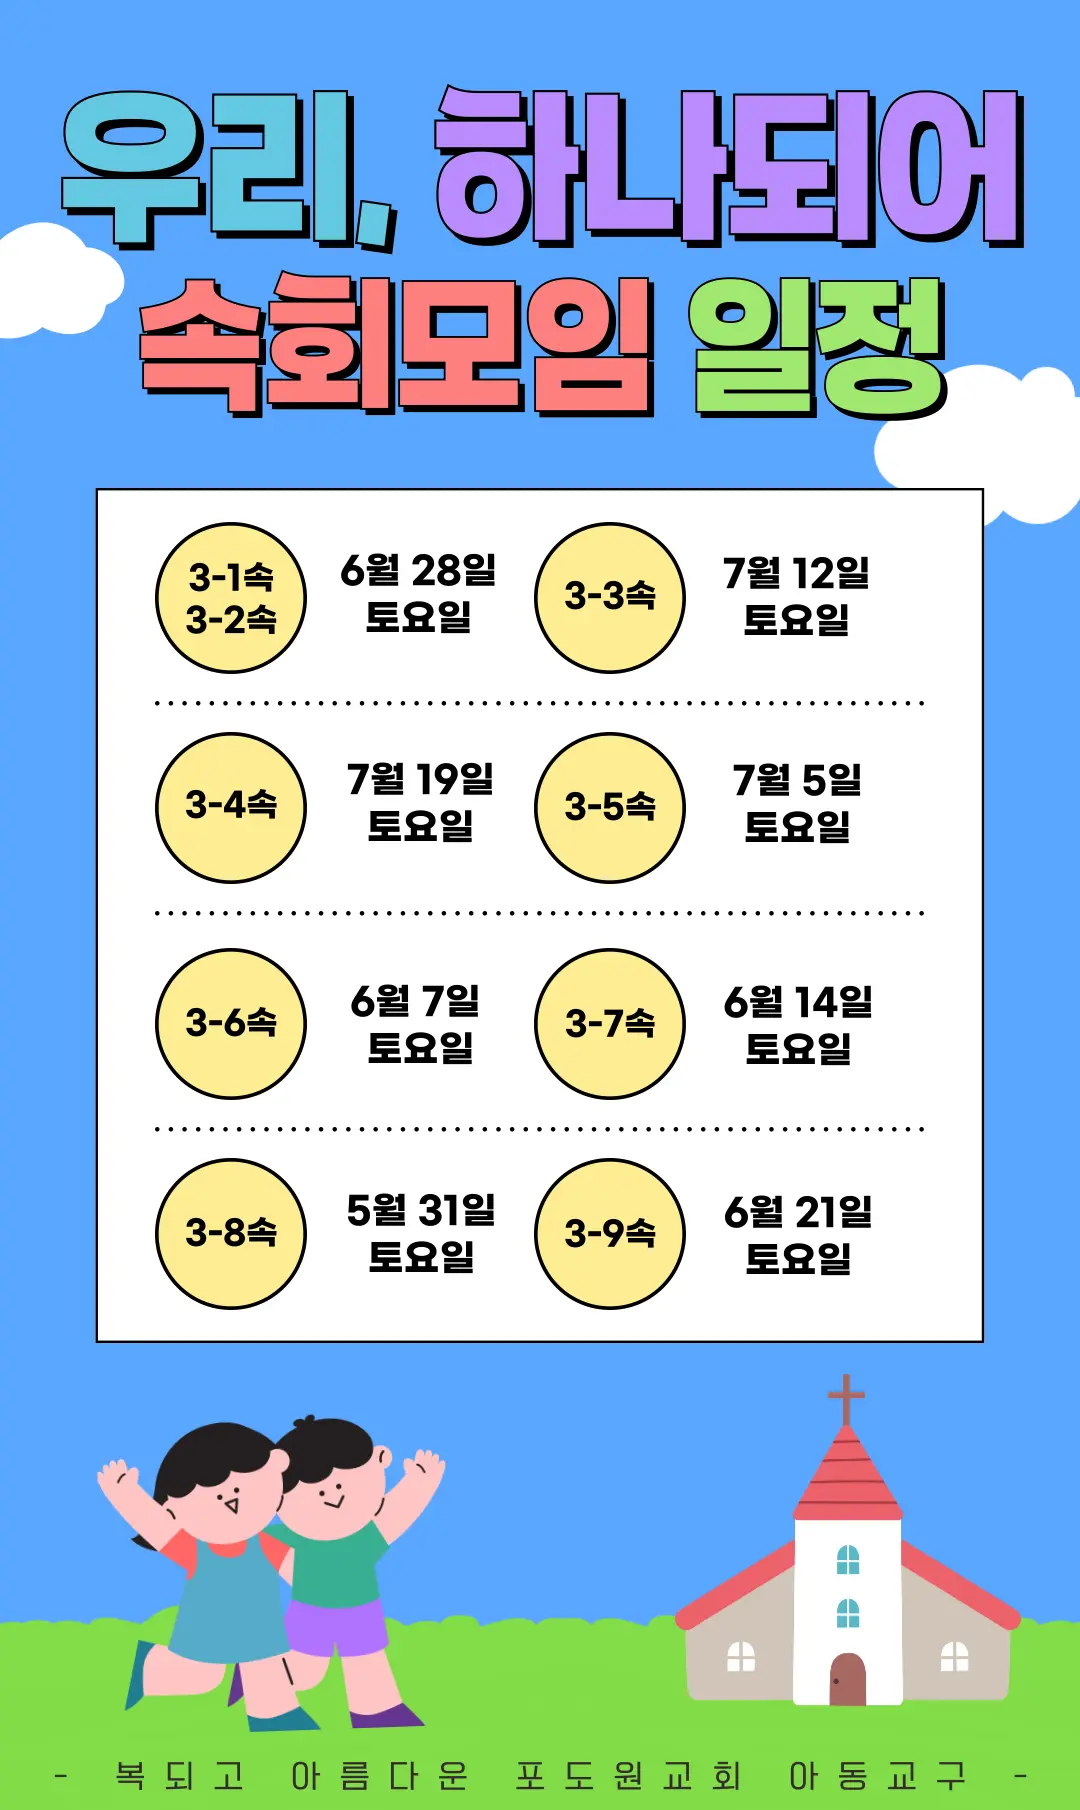 우리, 하나되어
속회모임 일정
3-1속
3-2속
6월 28일
토요일
3-3속
7월 12일
토요일
3-4속
7월 19일
토요일
3-5속
7월 5일
토요일
3-6속
6월 7일
토요일
3-7속
6월 14일
토요일
3-8속
5월 31일
토요일
3-9속
6월 21일
토요일
- 복되고 아름다운 포도원교회 아동교구 -